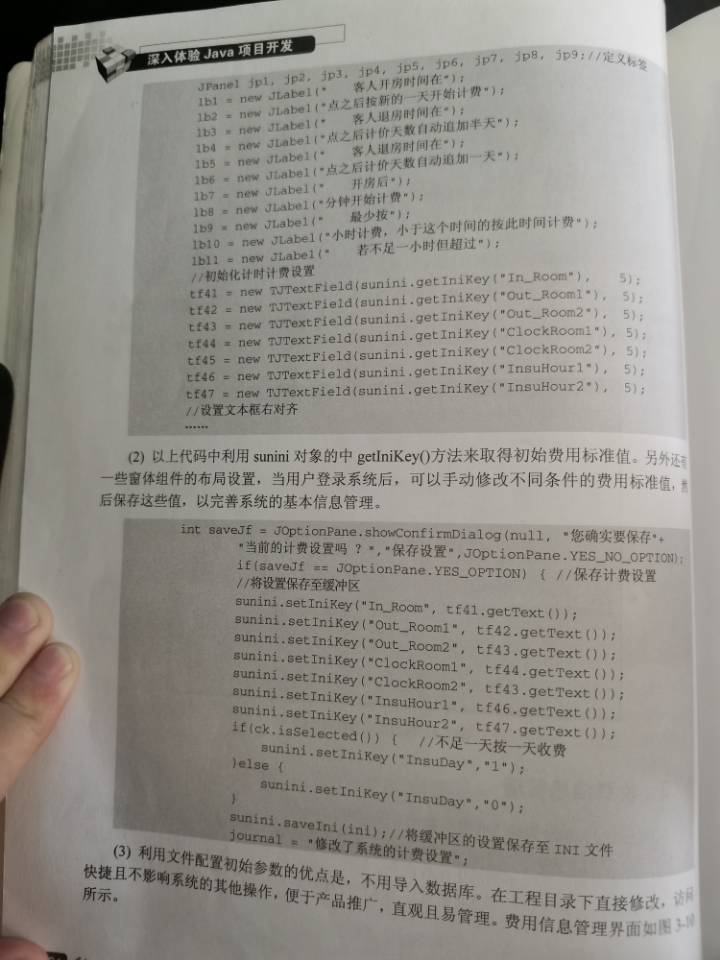 深入体验 Java 项目开发
JPanel jp1, jp2, jp3, jp4, jp5, jp6, jp7, jp8, jp9;//定义标签
lb1 = new JLabel("    客人开房时间在");
lb2 = new JLabel("点之后按新的一天开始计费");
lb3 = new JLabel("    客人退房时间在");
lb4 = new JLabel("点之后计价天数自动追加半天");
lb5 = new JLabel("    客人退房时间在");
lb6 = new JLabel("点之后计价天数自动追加一天");
lb7 = new JLabel("    开房后");
lb8 = new JLabel("分钟开始计费");
lb9 = new JLabel("    最少按");
lb10 = new JLabel("小时计费，小于这个时间的按此时间计费");
lb11 = new JLabel("    若不足一小时但超过");
//初始化计时计费设置
tf41 = new TJTextField(sunini.getIniKey("In_Room"),   5);
tf42 = new TJTextField(sunini.getIniKey("Out_Room1"),  5);
tf43 = new TJTextField(sunini.getIniKey("Out_Room2"),  5);
tf44 = new TJTextField(sunini.getIniKey("ClockRoom1"), 5);
tf45 = new TJTextField(sunini.getIniKey("ClockRoom2"), 5);
tf46 = new TJTextField(sunini.getIniKey("InsuHour1"),  5);
tf47 = new TJTextField(sunini.getIniKey("InsuHour2"),  5);
//设置文本框右对齐
……
(2) 以上代码中利用 sunini 对象的中 getIniKey()方法来取得初始费用标准值。另外还有
一些窗体组件的布局设置，当用户登录系统后，可以手动修改不同条件的费用标准值，然
后保存这些值，以完善系统的基本信息管理。
int saveJf = JOptionPane.showConfirmDialog(null, "您确实要保存"+
"当前的计费设置吗 ？","保存设置",JOptionPane.YES_NO_OPTION);
if(saveJf == JOptionPane.YES_OPTION) { //保存计费设置
//将设置保存至缓冲区
sunini.setIniKey("In_Room", tf41.getText());
sunini.setIniKey("Out_Room1", tf42.getText());
sunini.setIniKey("Out_Room2", tf43.getText());
sunini.setIniKey("ClockRoom1", tf44.getText());
sunini.setIniKey("ClockRoom2", tf43.getText());
sunini.setIniKey("InsuHour1", tf46.getText());
sunini.setIniKey("InsuHour2", tf47.getText());
if(ck.isSelected()) {   //不足一天按一天收费
sunini.setIniKey("InsuDay","1");
}else {
sunini.setIniKey("InsuDay","0");
}
sunini.saveIni(ini);//将缓冲区的设置保存至 INI 文件
journal = "修改了系统的计费设置";
(3) 利用文件配置初始参数的优点是，不用导入数据库。在工程目录下直接修改，访问
快捷且不影响系统的其他操作，便于产品推广，直观且易管理。费用信息管理界面如图 3-10
所示。